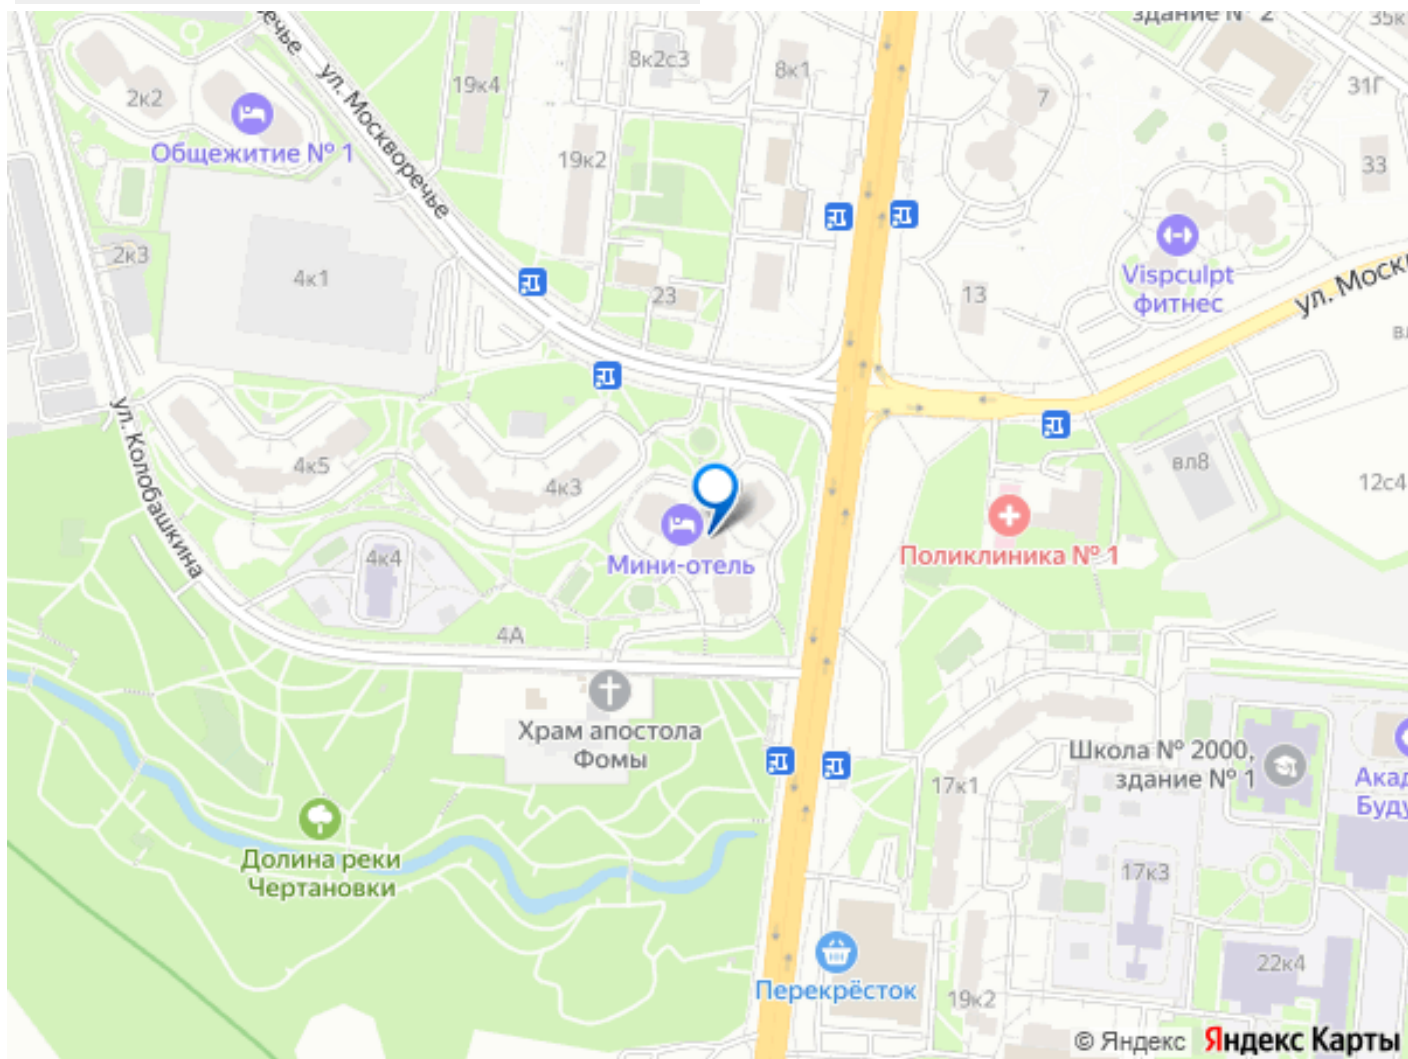 здание № 2
35к
8к2с3
8к1
7
31Г
2к2
19к4
ул. Москворечье
Общежитие № 1
19к2
33
2к3
4к1
23
13
Vispculpt
фитнес
ул. Моск
ул. Колобашкина
4к5
4к3
вл8
12с4
4к4
Мини-отель
Поликлиника № 1
4А
Храм апостола
Фомы
Школа № 2000,
здание № 1
17к1
Акад
Буду
Долина реки
Чертановки
17к3
Перекрёсток
19к2
22к4
© Яндекс Яндекс Карты